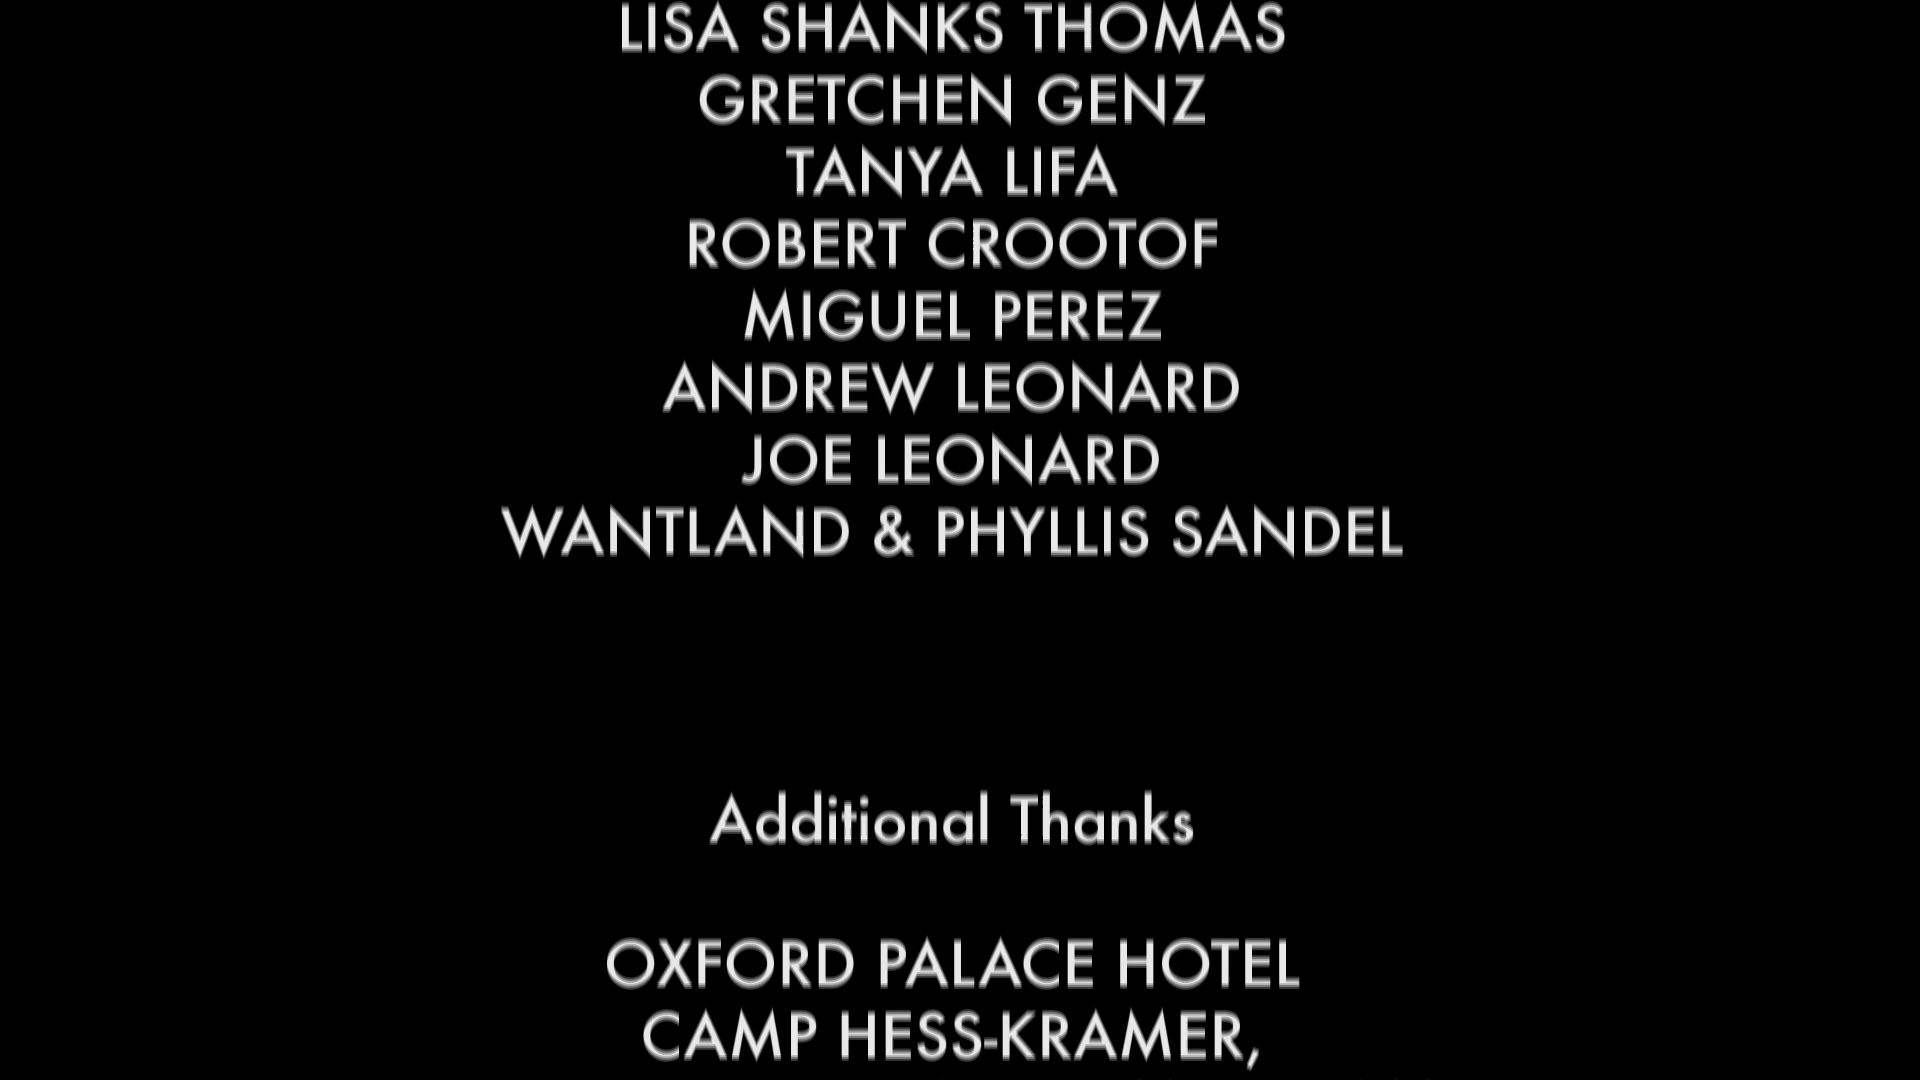 LISA SHANKS THOMAS
GRETCHEN GENZ
TANYA LIFA
ROBERT CROOTOF
MIGUEL PEREZ
ANDREW LEONARD
JOE LEONARD
WANTLAND & PHYLLIS SANDEL
Additional Thanks
OXFORD PALACE HOTEL
CAMP HESS-KRAMER,